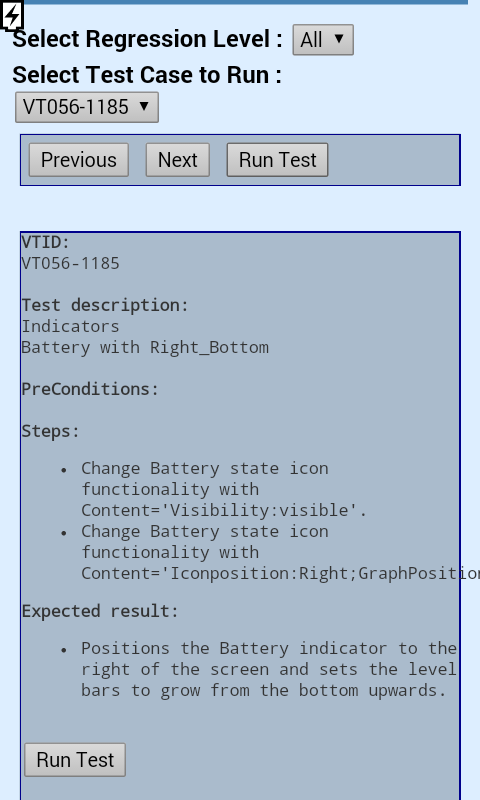 Select Regression Level : All
Select Test Case to Run :
VT056-1185
Previous Next Run Test
VTID:
VT056-1185
Test description:
Indicators
Battery with Right_Bottom
PreConditions:
Steps:
• Change Battery state icon
functionality with
Content='Visibility:visible'.
• Change Battery state icon
functionality with
Content='Iconposition:Right;GraphPosition
Expected result:
• Positions the Battery indicator to the
right of the screen and sets the level
bars to grow from the bottom upwards.
Run Test